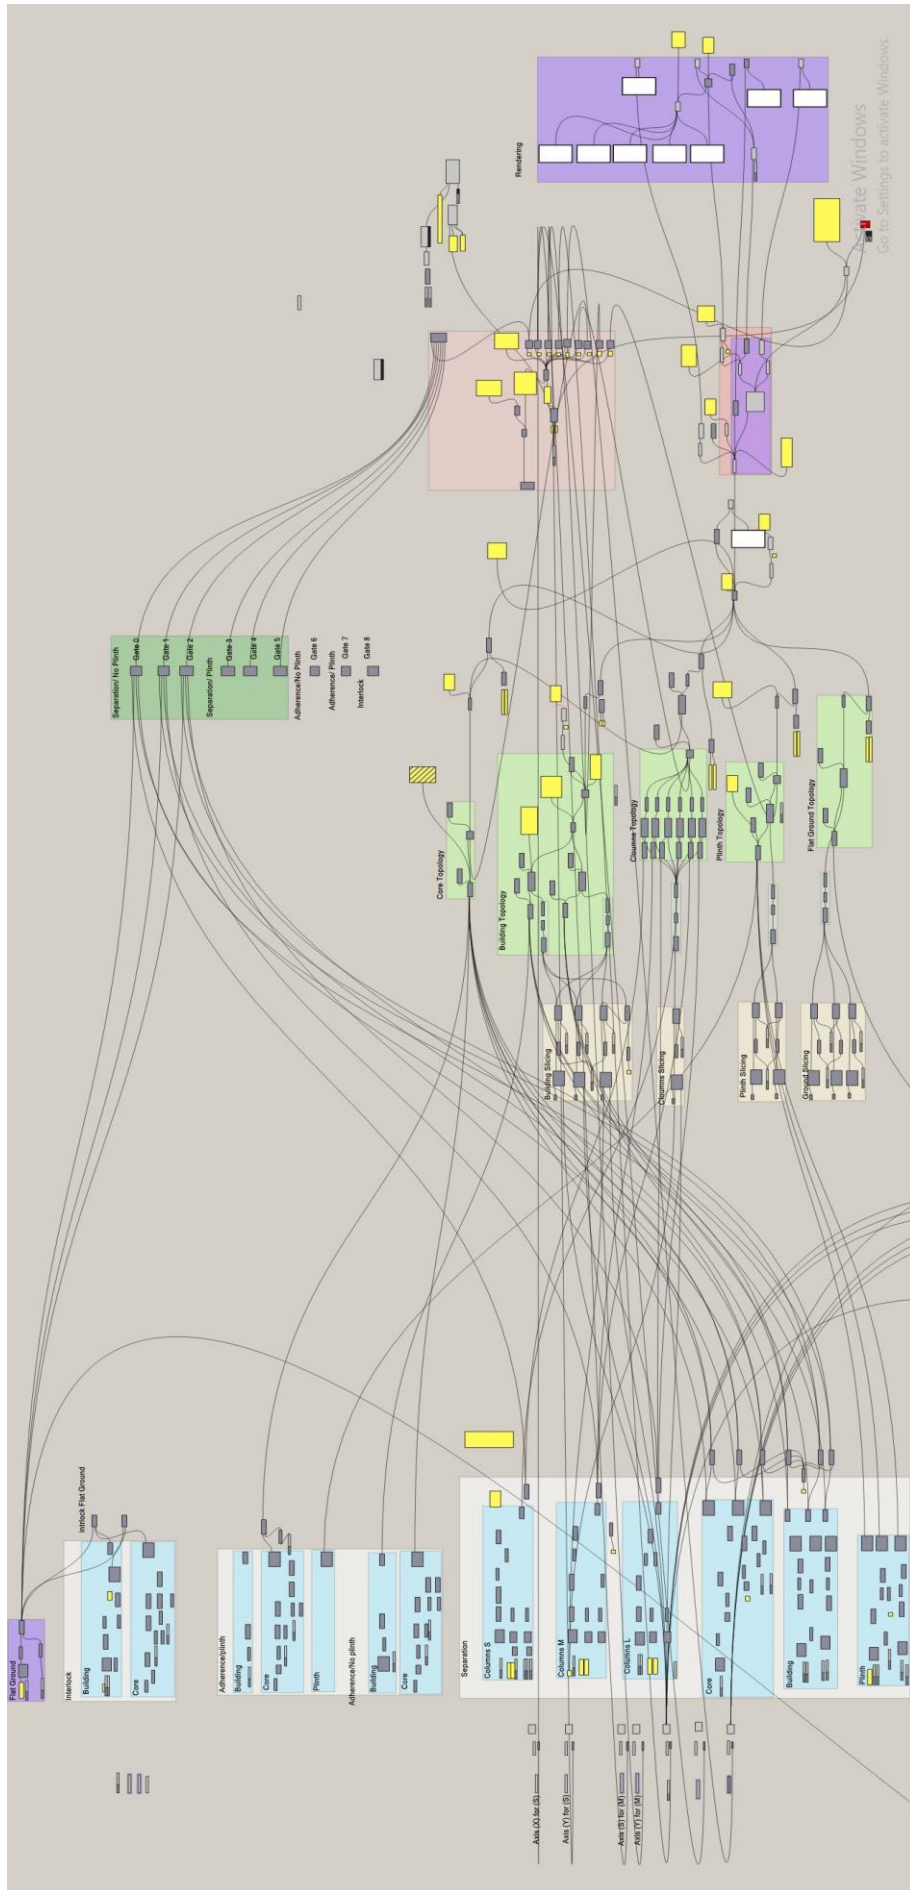 Activate Windows
Go to Settings to activate Windows.
Rendering
Separation/ No Plinth
Gate 0
Gate 1
Gate 2
Separation/ Plinth
Gate 3
Gate 4
Gate 5
Adherence/No Plinth
Gate 6
Adherence/ Plinth
Gate 7
Interlock
Gate 8
Core Topology
Building Topology
Cloumns Topology
Plinth Topology
Flat Ground Topology
Building Slicing
Cloumns Slicing
Plinth Slicing
Ground Slicing
Flat Ground
Interlock
Building
Core
intrlock Flat Ground
Adherence/plinth
Building
Core
Plinth
Adherence/No plinth
Building
Core
Separation
Columns S
Columns M
Columns L
Core
Building
Plinth
Axis (X) for (S)
Axis (Y) for (S)
Axis (S) for (M)
Axis (Y) for (M)